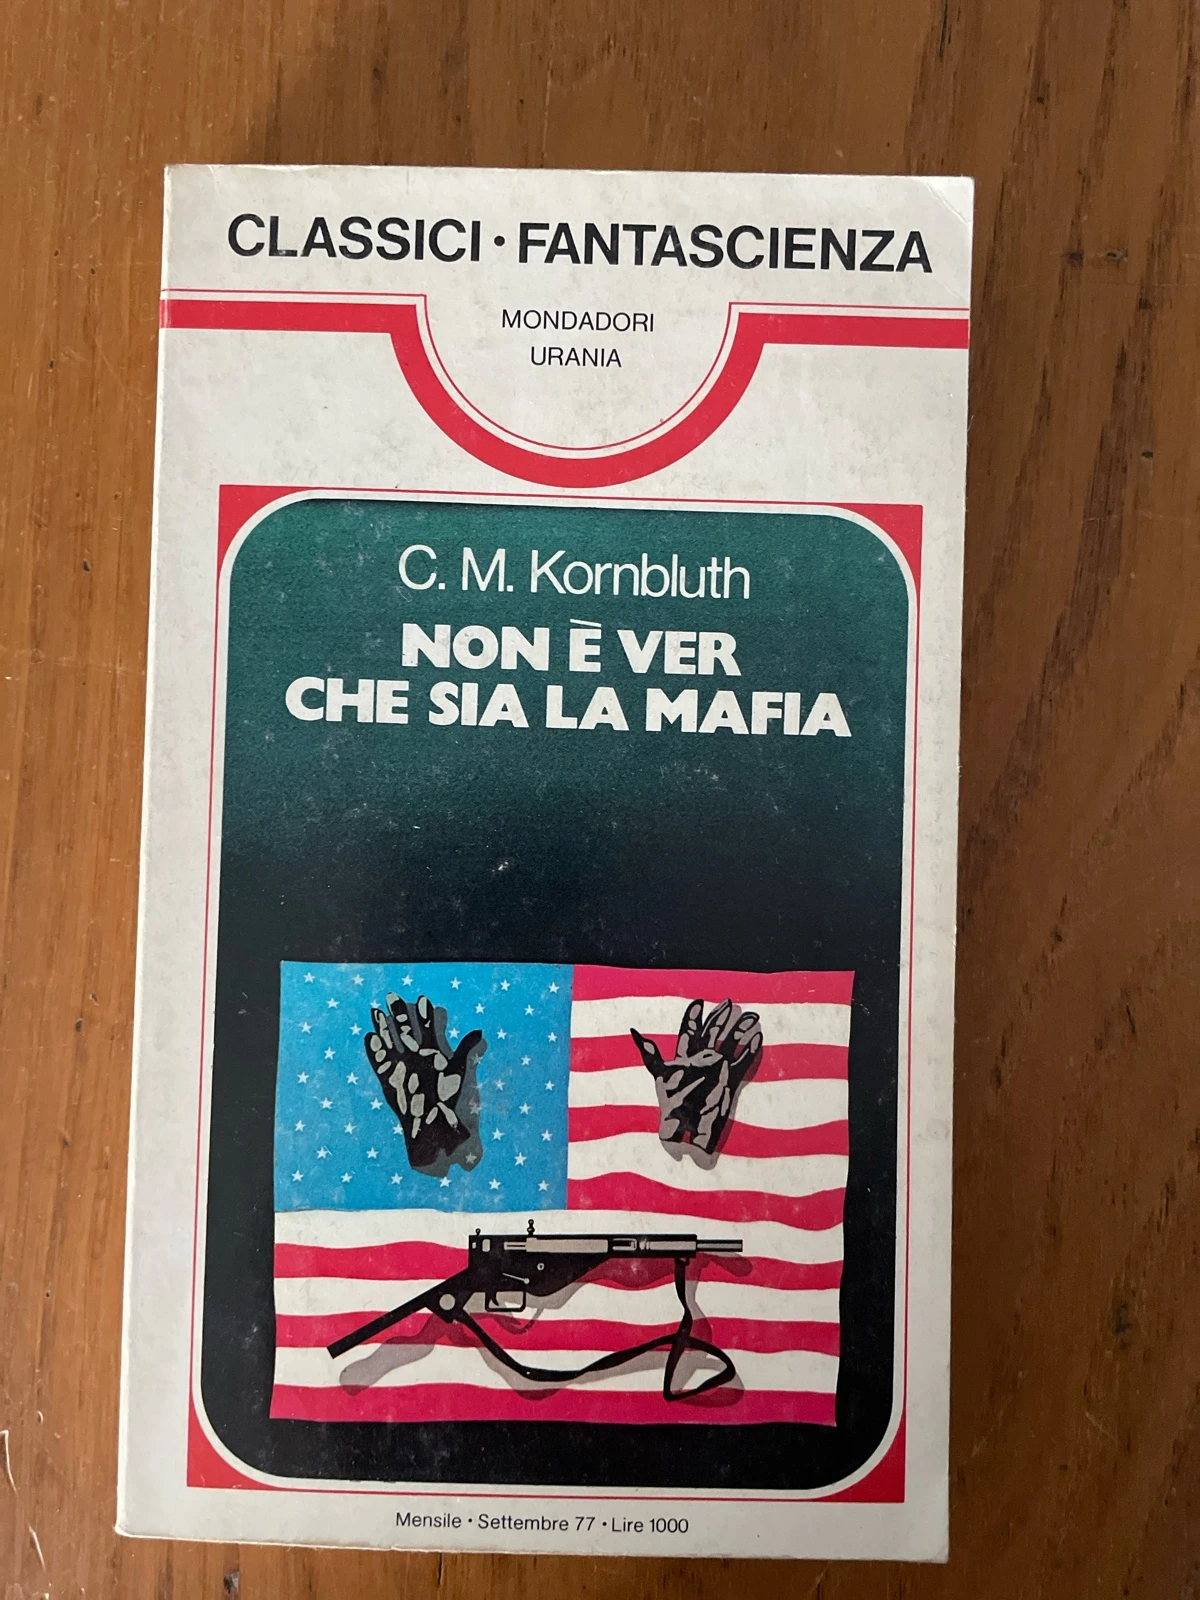 CLASSICI • FANTASCIENZA
MONDADORI
URANIA
C. M. Kornbluth
NON È VER
CHE SIA LA MAFIA
Mensile • Settembre 77 • Lire 1000